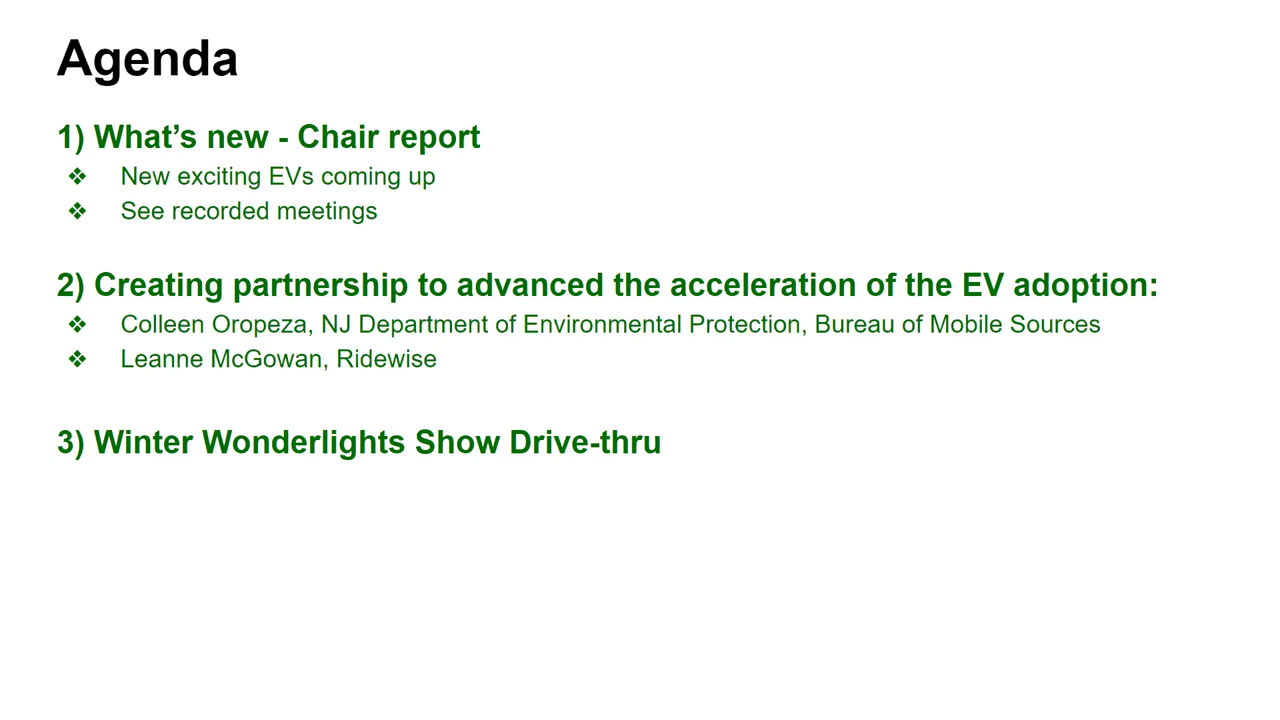 Agenda
1) What’s new - Chair report
❖ New exciting EVs coming up
❖ See recorded meetings
2) Creating partnership to advanced the acceleration of the EV adoption:
❖ Colleen Oropeza, NJ Department of Environmental Protection, Bureau of Mobile Sources
❖ Leanne McGowan, Ridewise
3) Winter Wonderlights Show Drive-thru